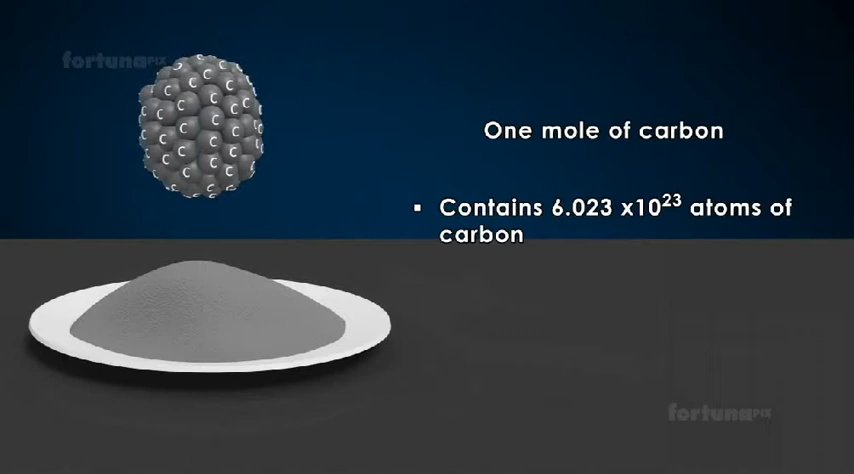 fortunaPIX
One mole of carbon
▪ Contains 6.023 x10²³ atoms of
carbon
C C C C C C C C C C C C C C C C C C C C C C
fortunaPIX